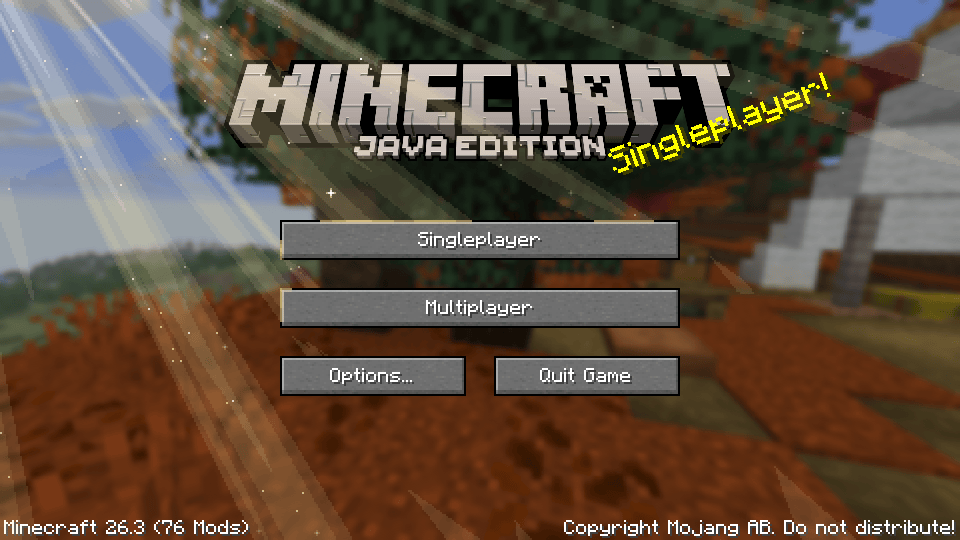 MINECRAFT
JAVA EDITION
Singleplayer!
Singleplayer
Multiplayer
Options...
Quit Game
Minecraft 26.3 (76 Mods)
Copyright Mojang AB. Do not distribute!